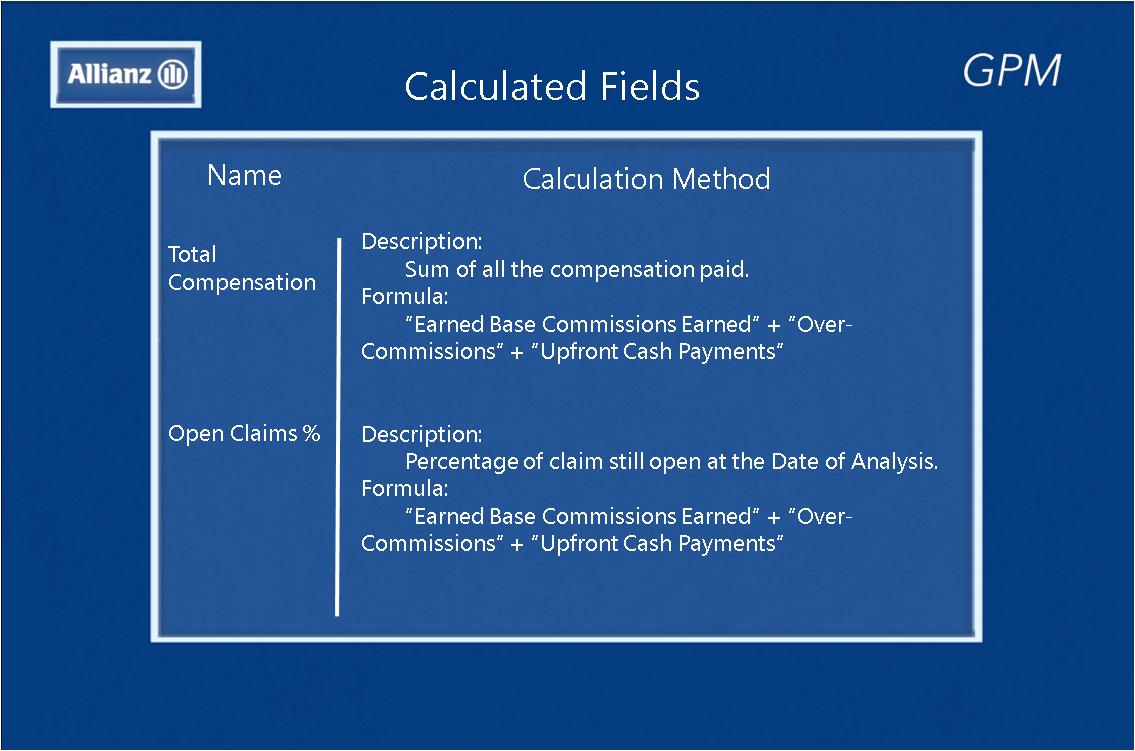 Allianz
Calculated Fields
GPM
Name
Calculation Method
Total
Compensation
Description:
Sum of all the compensation paid.
Formula:
"Earned Base Commissions Earned" + "Over-
Commissions" + "Upfront Cash Payments"
Open Claims %
Description:
Percentage of claim still open at the Date of Analysis.
Formula:
"Earned Base Commissions Earned" + "Over-
Commissions" + "Upfront Cash Payments"